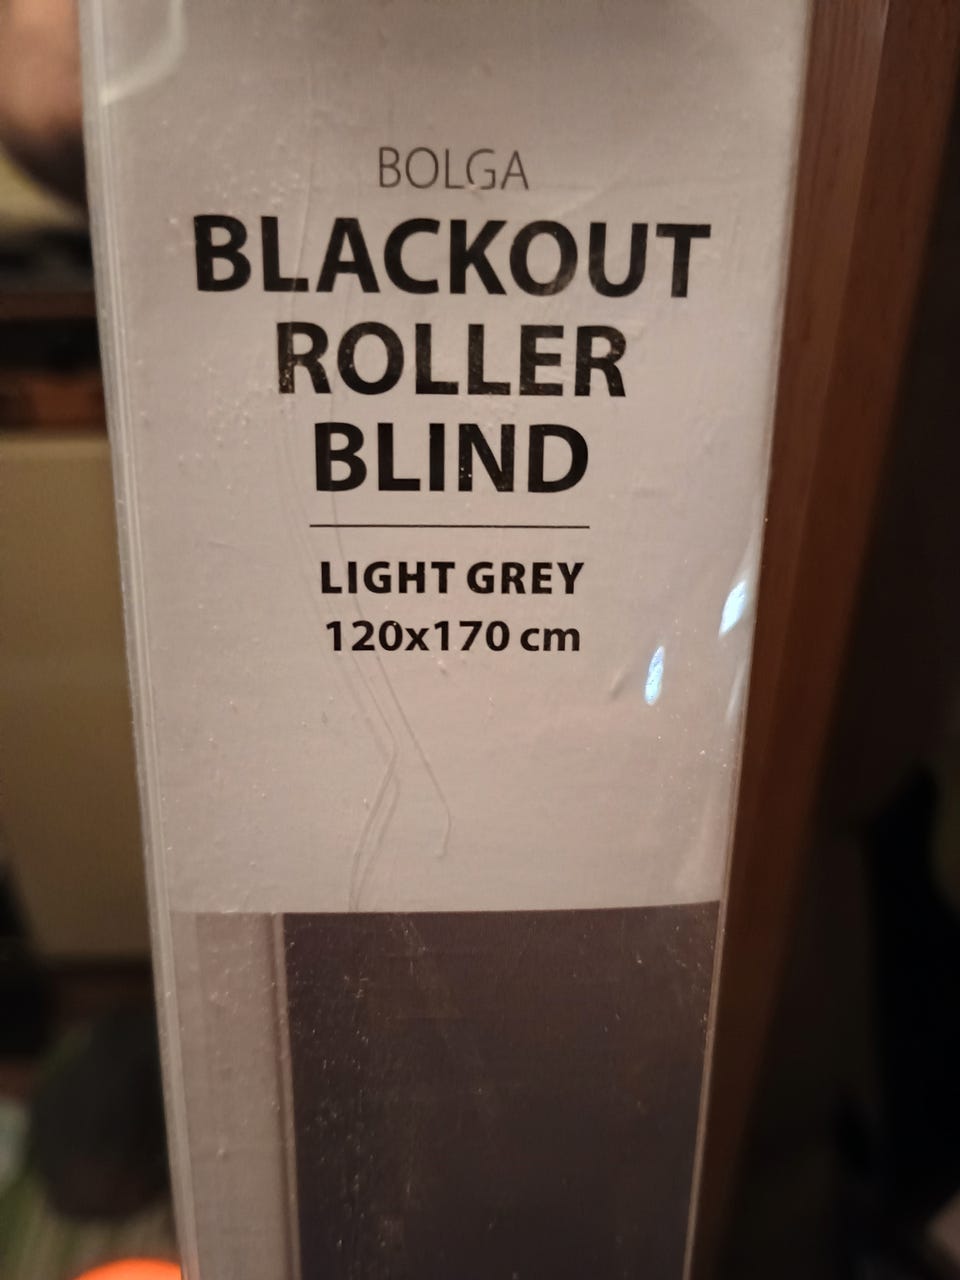 BOLGA
BLACKOUT
ROLLER
BLIND
LIGHT GREY
120x170 cm